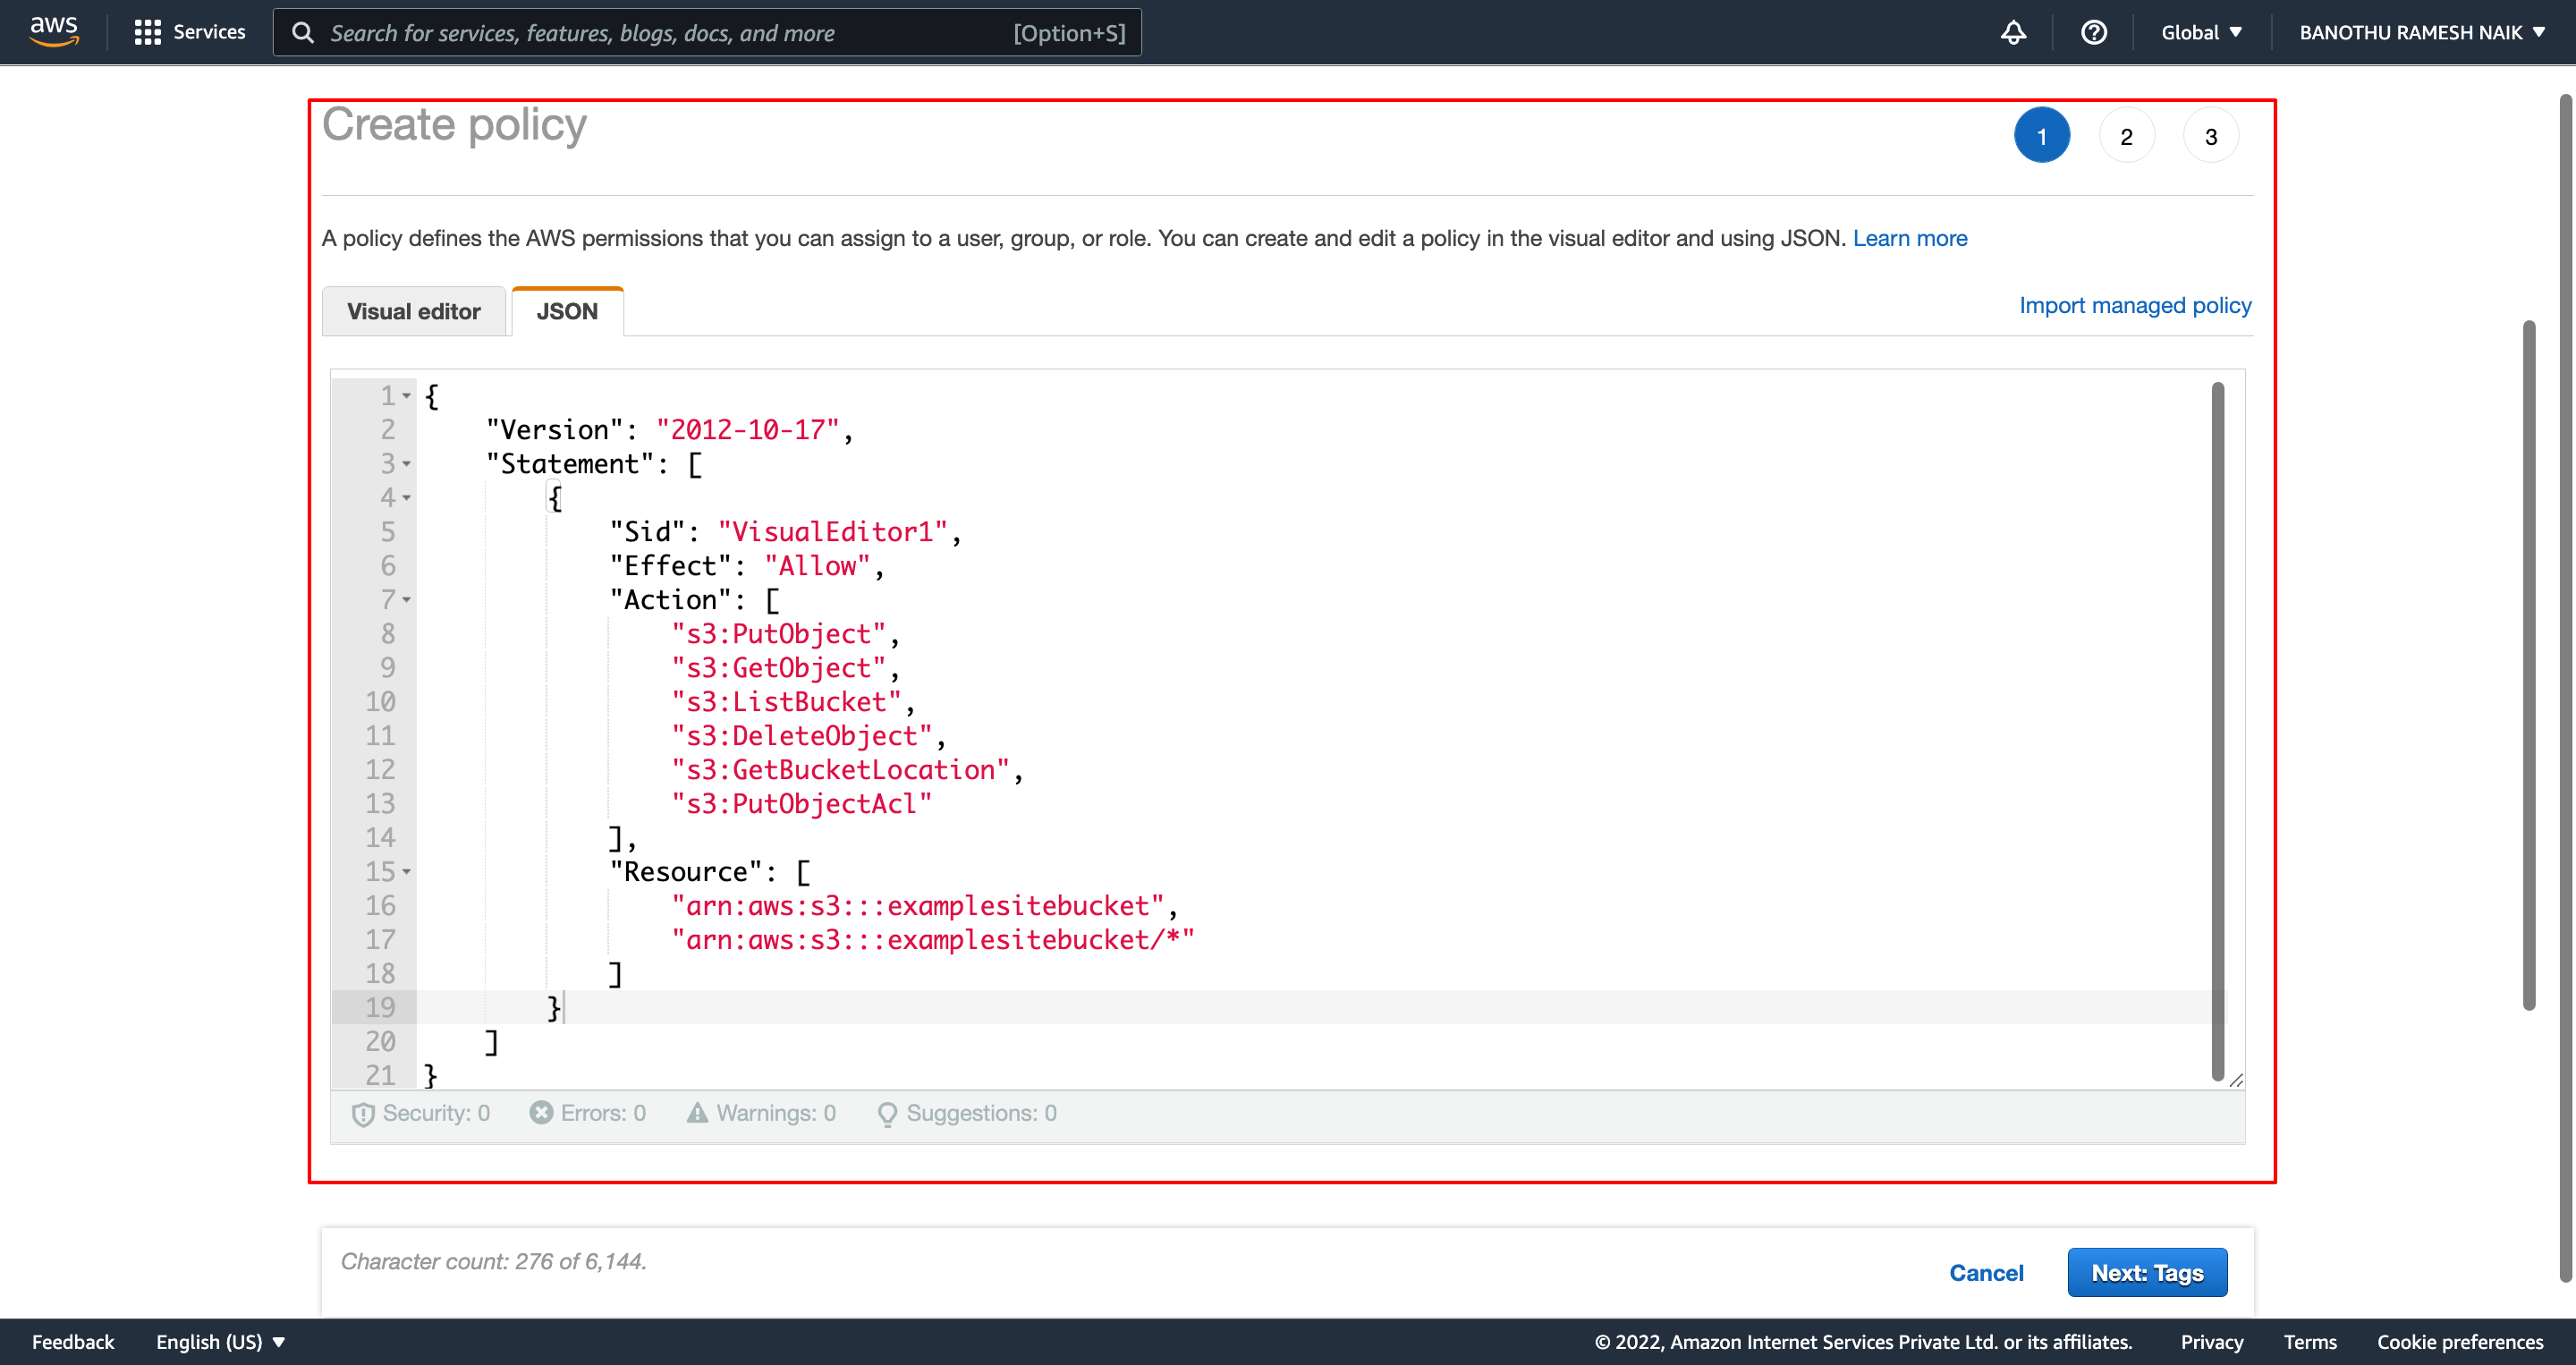 aws
Services
Search for services, features, blogs, docs, and more [Option+S]
Global
BANOTHU RAMESH NAIK
Create policy
1 2 3
A policy defines the AWS permissions that you can assign to a user, group, or role. You can create and edit a policy in the visual editor and using JSON. Learn more
Visual editor JSON
Import managed policy
1 {
2     "Version": "2012-10-17",
3     "Statement": [
4         {
5             "Sid": "VisualEditor1",
6             "Effect": "Allow",
7             "Action": [
8                 "s3:PutObject",
9                 "s3:GetObject",
10                 "s3:ListBucket",
11                 "s3:DeleteObject",
12                 "s3:GetBucketLocation",
13                 "s3:PutObjectAcl"
14             ],
15             "Resource": [
16                 "arn:aws:s3:::examplesitebucket",
17                 "arn:aws:s3:::examplesitebucket/*"
18             ]
19         }
20     ]
21 }
Security: 0 Errors: 0 Warnings: 0 Suggestions: 0
Character count: 276 of 6,144.
Cancel
Next: Tags
Feedback
English (US)
© 2022, Amazon Internet Services Private Ltd. or its affiliates.
Privacy
Terms
Cookie preferences